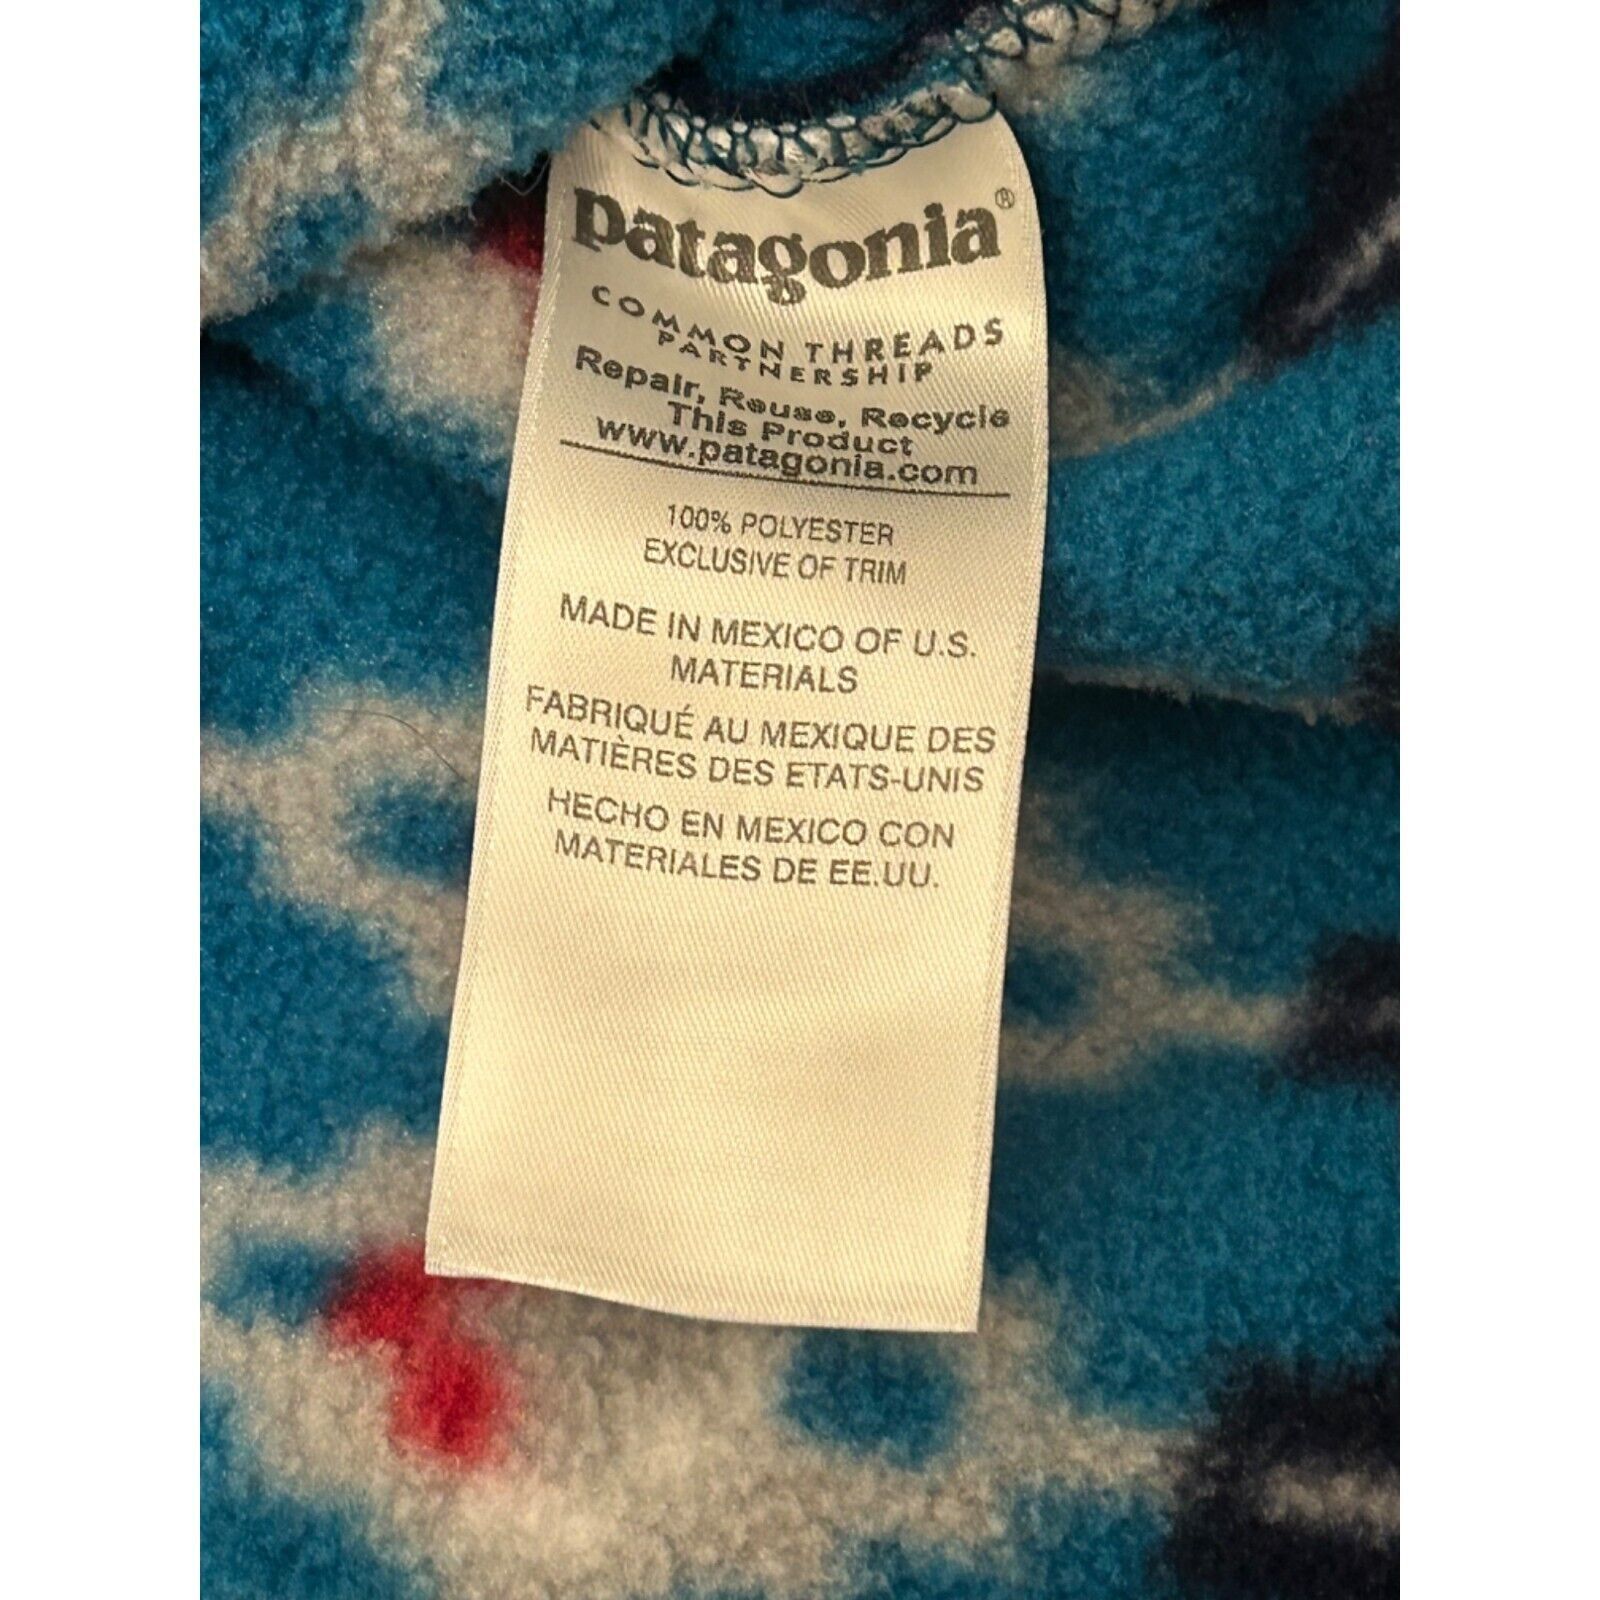 patagonia®
COMMON THREADS
PARTNERSHIP
Repair, Reuse, Recycle
This Product
www.patagonia.com
100% POLYESTER
EXCLUSIVE OF TRIM
MADE IN MEXICO OF U.S.
MATERIALS
FABRIQUÉ AU MEXIQUE DES
MATIÈRES DES ETATS-UNIS
HECHO EN MEXICO CON
MATERIALES DE EE.UU.